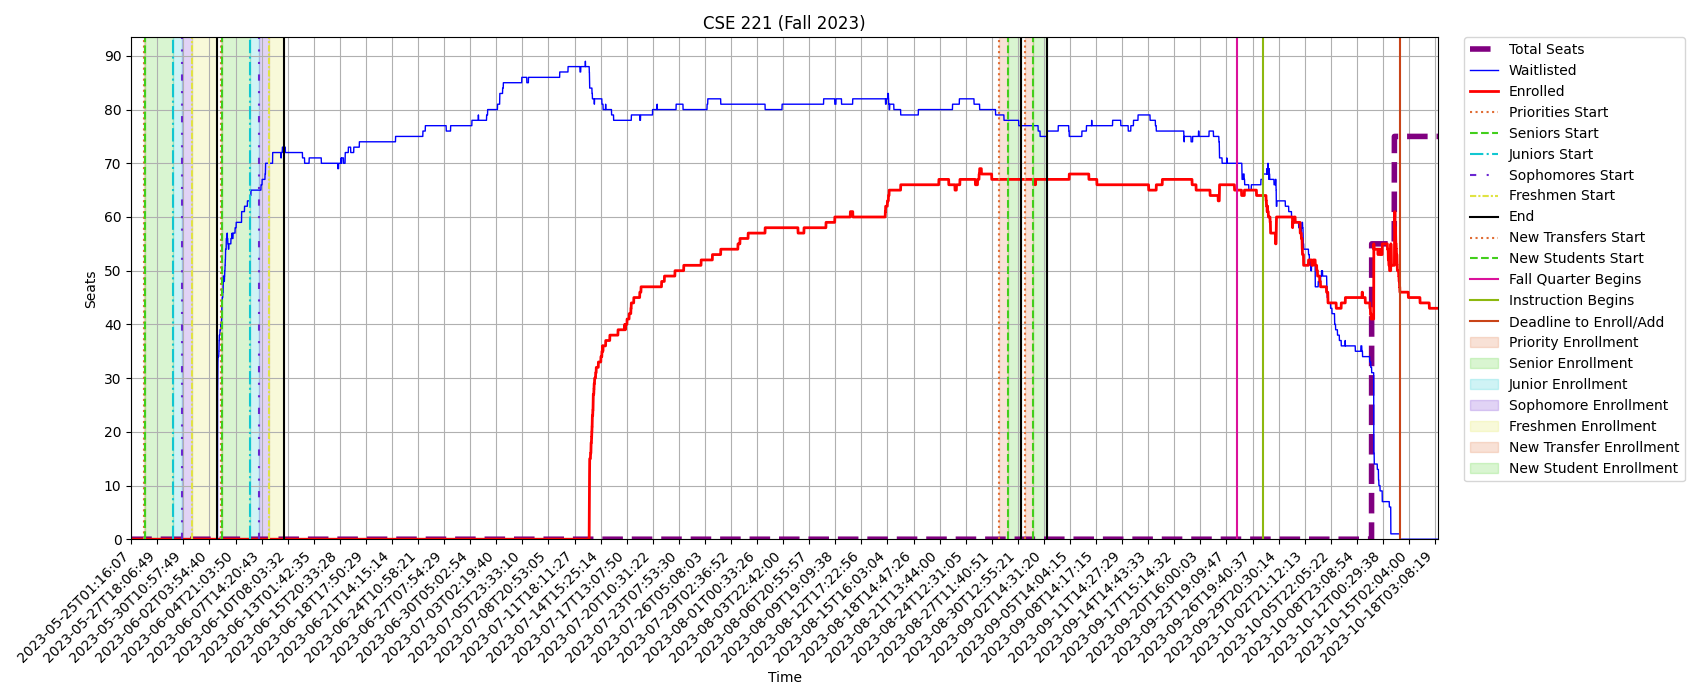 CSE 221 (Fall 2023)
Seats
90
80
70
60
50
40
30
20
10
0
2023-05-25T01:16:07
2023-05-27T18:06:49
2023-05-30T10:57:49
2023-06-02T03:54:40
2023-06-04T21:03:50
2023-06-07T14:20:43
2023-06-10T08:03:32
2023-06-13T01:42:35
2023-06-15T20:33:28
2023-06-18T17:50:29
2023-06-21T14:15:14
2023-06-24T10:58:21
2023-06-27T07:54:29
2023-06-30T05:02:54
2023-07-03T02:19:40
2023-07-05T23:33:10
2023-07-08T20:53:05
2023-07-11T18:11:27
2023-07-14T15:25:14
2023-07-17T13:07:50
2023-07-20T10:31:22
2023-07-23T07:53:30
2023-07-26T05:08:03
2023-07-29T02:36:52
2023-08-01T00:33:26
2023-08-03T22:42:00
2023-08-06T20:55:57
2023-08-09T19:09:38
2023-08-12T17:22:56
2023-08-15T16:03:04
2023-08-18T14:47:26
2023-08-21T13:44:00
2023-08-24T12:31:05
2023-08-27T11:40:51
2023-08-30T12:55:21
2023-09-02T14:31:20
2023-09-05T14:04:15
2023-09-08T14:17:15
2023-09-11T14:27:29
2023-09-14T14:43:33
2023-09-17T15:14:32
2023-09-20T16:00:03
2023-09-23T19:09:47
2023-09-26T19:40:37
2023-09-29T20:30:14
2023-10-02T21:12:13
2023-10-05T22:05:22
2023-10-08T23:08:54
2023-10-12T00:29:38
2023-10-15T02:04:00
2023-10-18T03:08:19
Time
Total Seats
Waitlisted
Enrolled
Priorities Start
Seniors Start
Juniors Start
Sophomores Start
Freshmen Start
End
New Transfers Start
New Students Start
Fall Quarter Begins
Instruction Begins
Deadline to Enroll/Add
Priority Enrollment
Senior Enrollment
Junior Enrollment
Sophomore Enrollment
Freshmen Enrollment
New Transfer Enrollment
New Student Enrollment